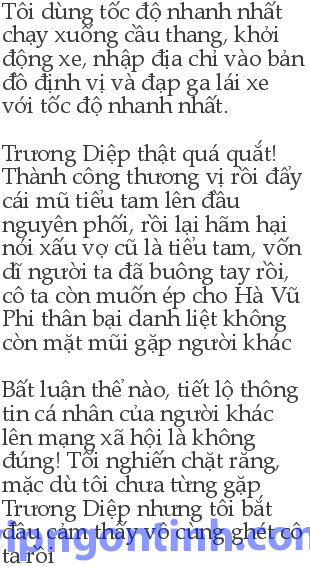 Tôi dùng tốc độ nhanh nhất
chạy xuống cầu thang, khởi
động xe, nhập địa chỉ vào bản
đồ định vị và đạp ga lái xe
với tốc độ nhanh nhất.

Trương Diệp thật quá quắt!
Thành công thượng vị rồi đẩy
cái mũ tiểu tam lên đầu
nguyên phối, rồi lại hãm hại
nói xấu vợ cũ là tiểu tam, vốn
dĩ người ta đã buông tay rồi,
cô ta còn muốn ép cho Hà Vũ
Phi thân bại danh liệt không
còn mặt mũi gặp người khác

Bất luận thể nào, tiết lộ thông
tin cá nhân của người khác
lên mạng xã hội là không
đúng! Tôi nghiến chặt răng,
mặc dù tôi chưa từng gặp
Trương Diệp nhưng tôi bắt
đầu cảm thấy vô cùng ghét cô
ta rồi